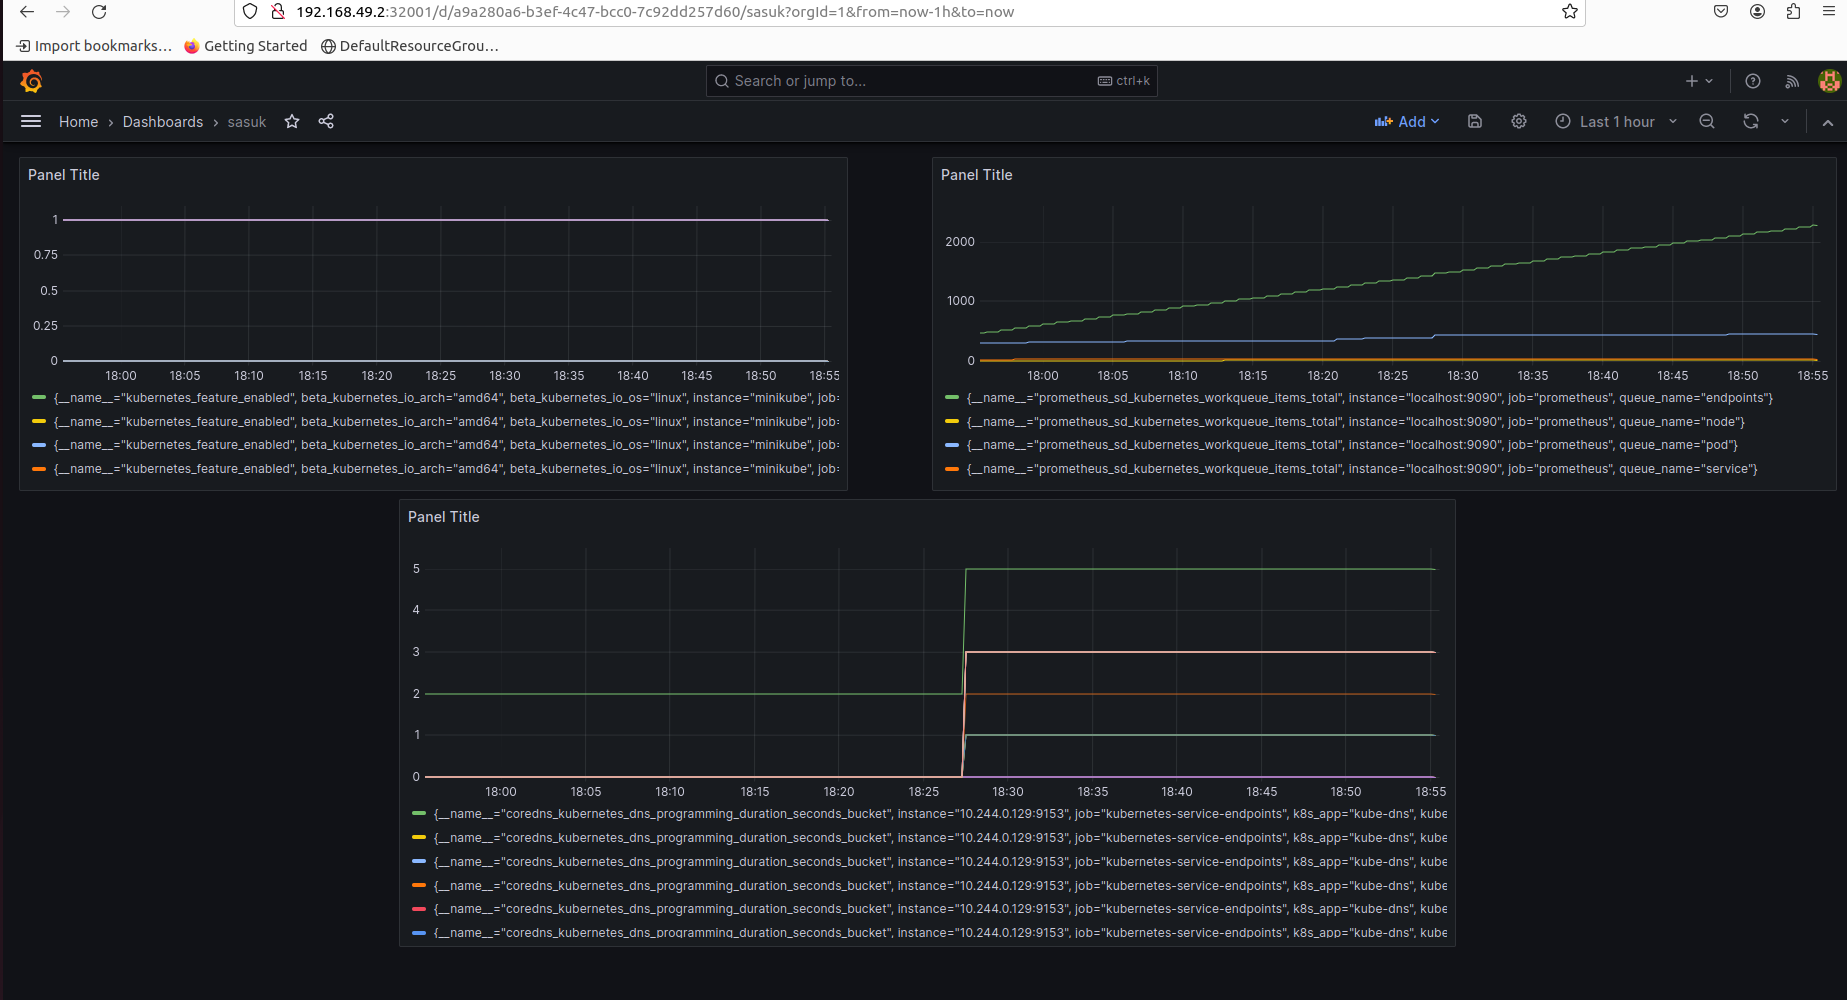 192.168.49.2:32001/d/a9a280a6-b3ef-4c47-bcc0-7c92dd257d60/sasuk?orgId=1&from=now-1h&to=now
Import bookmarks... Getting Started DefaultResourceGrou...
Search or jump to... ctrl+k
Home › Dashboards › sasuk Add Last 1 hour
Panel Title
1
0.75
0.5
0.25
0
18:00 18:05 18:10 18:15 18:20 18:25 18:30 18:35 18:40 18:45 18:50 18:55
{__name__="kubernetes_feature_enabled", beta_kubernetes_io_arch="amd64", beta_kubernetes_io_os="linux", instance="minikube", job=
{__name__="kubernetes_feature_enabled", beta_kubernetes_io_arch="amd64", beta_kubernetes_io_os="linux", instance="minikube", job=
{__name__="kubernetes_feature_enabled", beta_kubernetes_io_arch="amd64", beta_kubernetes_io_os="linux", instance="minikube", job=
{__name__="kubernetes_feature_enabled", beta_kubernetes_io_arch="amd64", beta_kubernetes_io_os="linux", instance="minikube", job=
Panel Title
2000
1000
0
18:00 18:05 18:10 18:15 18:20 18:25 18:30 18:35 18:40 18:45 18:50 18:55
{__name__="prometheus_sd_kubernetes_workqueue_items_total", instance="localhost:9090", job="prometheus", queue_name="endpoints"}
{__name__="prometheus_sd_kubernetes_workqueue_items_total", instance="localhost:9090", job="prometheus", queue_name="node"}
{__name__="prometheus_sd_kubernetes_workqueue_items_total", instance="localhost:9090", job="prometheus", queue_name="pod"}
{__name__="prometheus_sd_kubernetes_workqueue_items_total", instance="localhost:9090", job="prometheus", queue_name="service"}
Panel Title
5
4
3
2
1
0
18:00 18:05 18:10 18:15 18:20 18:25 18:30 18:35 18:40 18:45 18:50 18:55
{__name__="coredns_kubernetes_dns_programming_duration_seconds_bucket", instance="10.244.0.129:9153", job="kubernetes-service-endpoints", k8s_app="kube-dns", kube
{__name__="coredns_kubernetes_dns_programming_duration_seconds_bucket", instance="10.244.0.129:9153", job="kubernetes-service-endpoints", k8s_app="kube-dns", kube
{__name__="coredns_kubernetes_dns_programming_duration_seconds_bucket", instance="10.244.0.129:9153", job="kubernetes-service-endpoints", k8s_app="kube-dns", kube
{__name__="coredns_kubernetes_dns_programming_duration_seconds_bucket", instance="10.244.0.129:9153", job="kubernetes-service-endpoints", k8s_app="kube-dns", kube
{__name__="coredns_kubernetes_dns_programming_duration_seconds_bucket", instance="10.244.0.129:9153", job="kubernetes-service-endpoints", k8s_app="kube-dns", kube
{__name__="coredns_kubernetes_dns_programming_duration_seconds_bucket", instance="10.244.0.129:9153", job="kubernetes-service-endpoints", k8s_app="kube-dns", kube